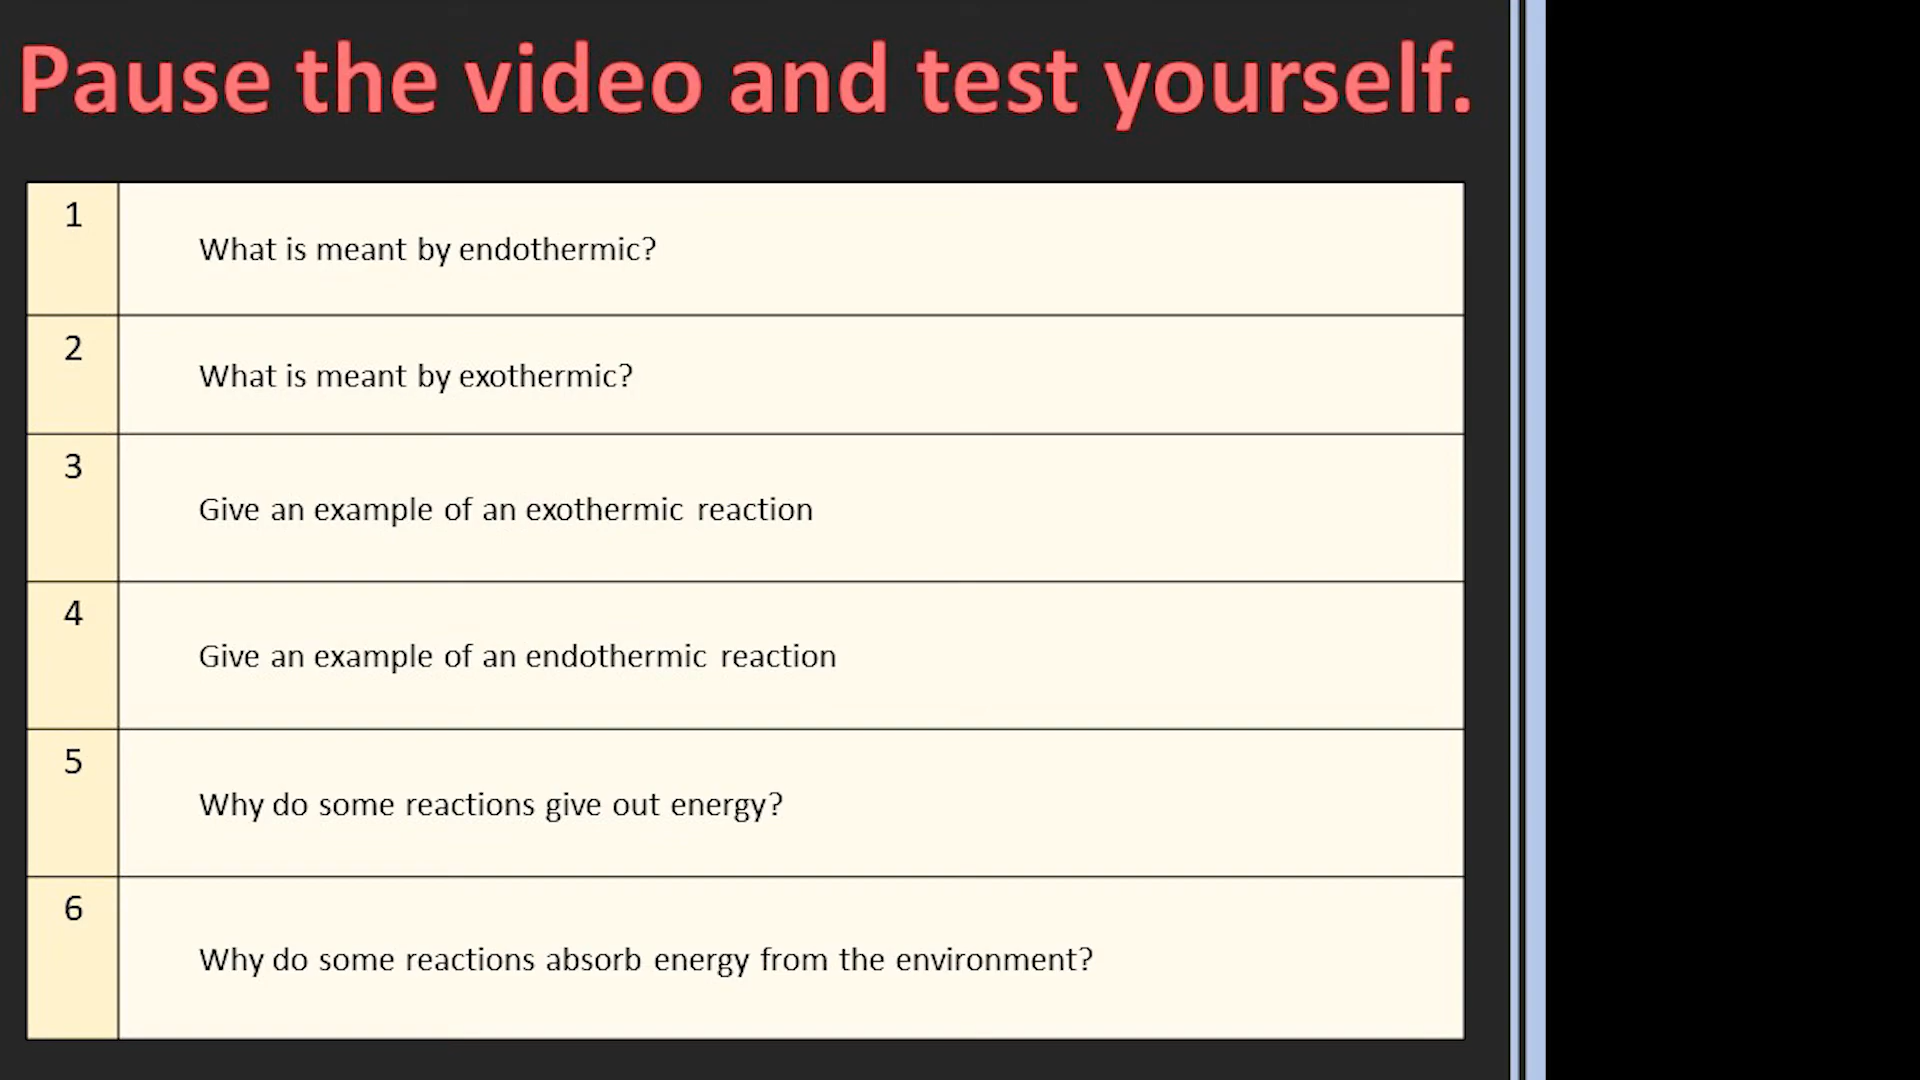 Pause the video and test yourself.
1
What is meant by endothermic?
2
What is meant by exothermic?
3
Give an example of an exothermic reaction
4
Give an example of an endothermic reaction
5
Why do some reactions give out energy?
6
Why do some reactions absorb energy from the environment?